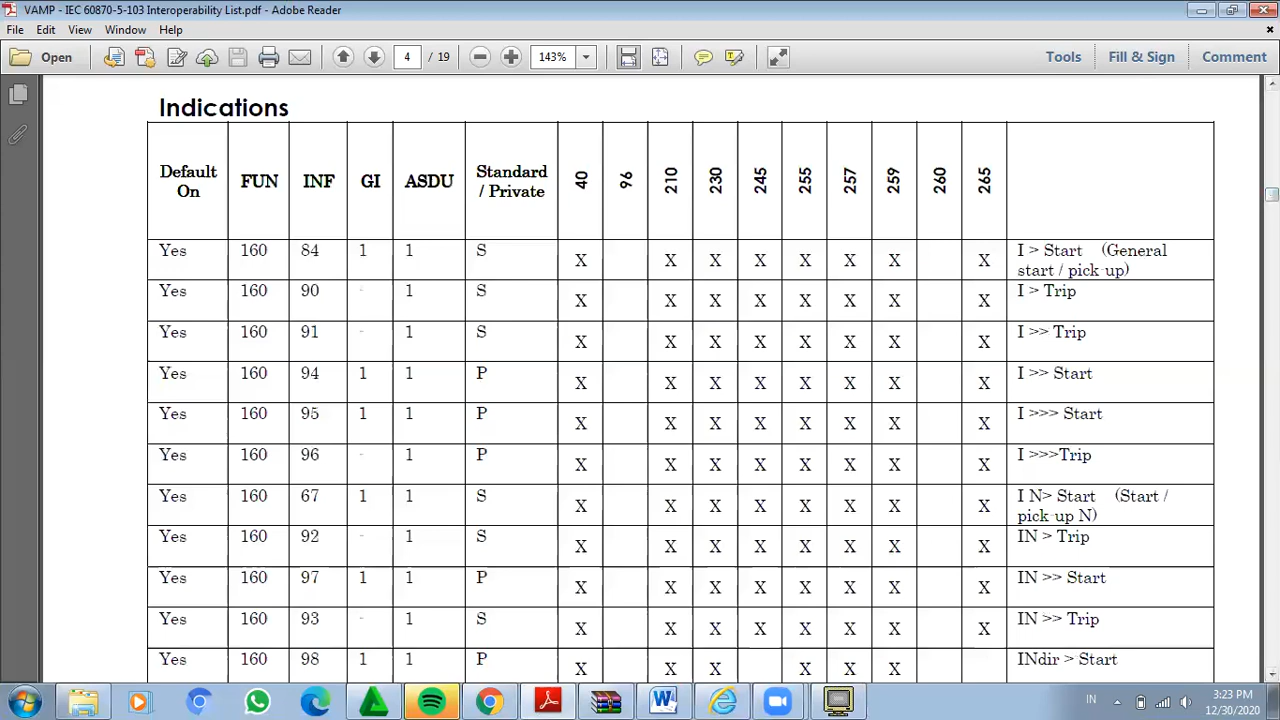 VAMP - IEC 60870-5-103 Interoperability List.pdf - Adobe Reader
File Edit View Window Help
Open 4 / 19 143% Tools Fill & Sign Comment
Indications
Default On FUN INF GI ASDU Standard / Private 40 96 210 230 245 255 257 259 260 265
Yes 160 84 1 1 S X X X X X X X X I > Start (General start / pick-up)
Yes 160 90 - 1 S X X X X X X X X I > Trip
Yes 160 91 - 1 S X X X X X X X X I >> Trip
Yes 160 94 1 1 P X X X X X X X X I >> Start
Yes 160 95 1 1 P X X X X X X X X I >>> Start
Yes 160 96 - 1 P X X X X X X X X I >>>Trip
Yes 160 67 1 1 S X X X X X X X X I N> Start (Start / pick-up N)
Yes 160 92 - 1 S X X X X X X X X IN > Trip
Yes 160 97 1 1 P X X X X X X X X IN >> Start
Yes 160 93 - 1 S X X X X X X X X IN >> Trip
Yes 160 98 1 1 P X X X X X X INdir > Start
IN 3:23 PM
12/30/2020